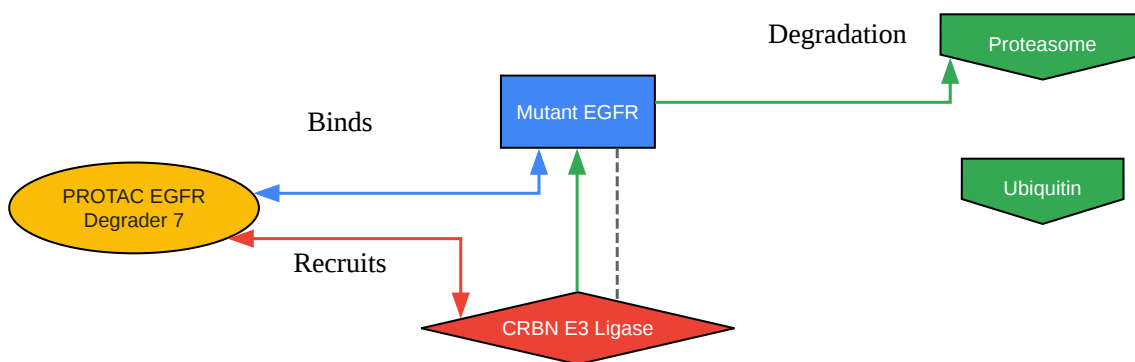 Degradation
Proteasome
Mutant EGFR
Binds
Ubiquitin
PROTAC EGFR
Degrader 7
Recruits
CRBN E3 Ligase